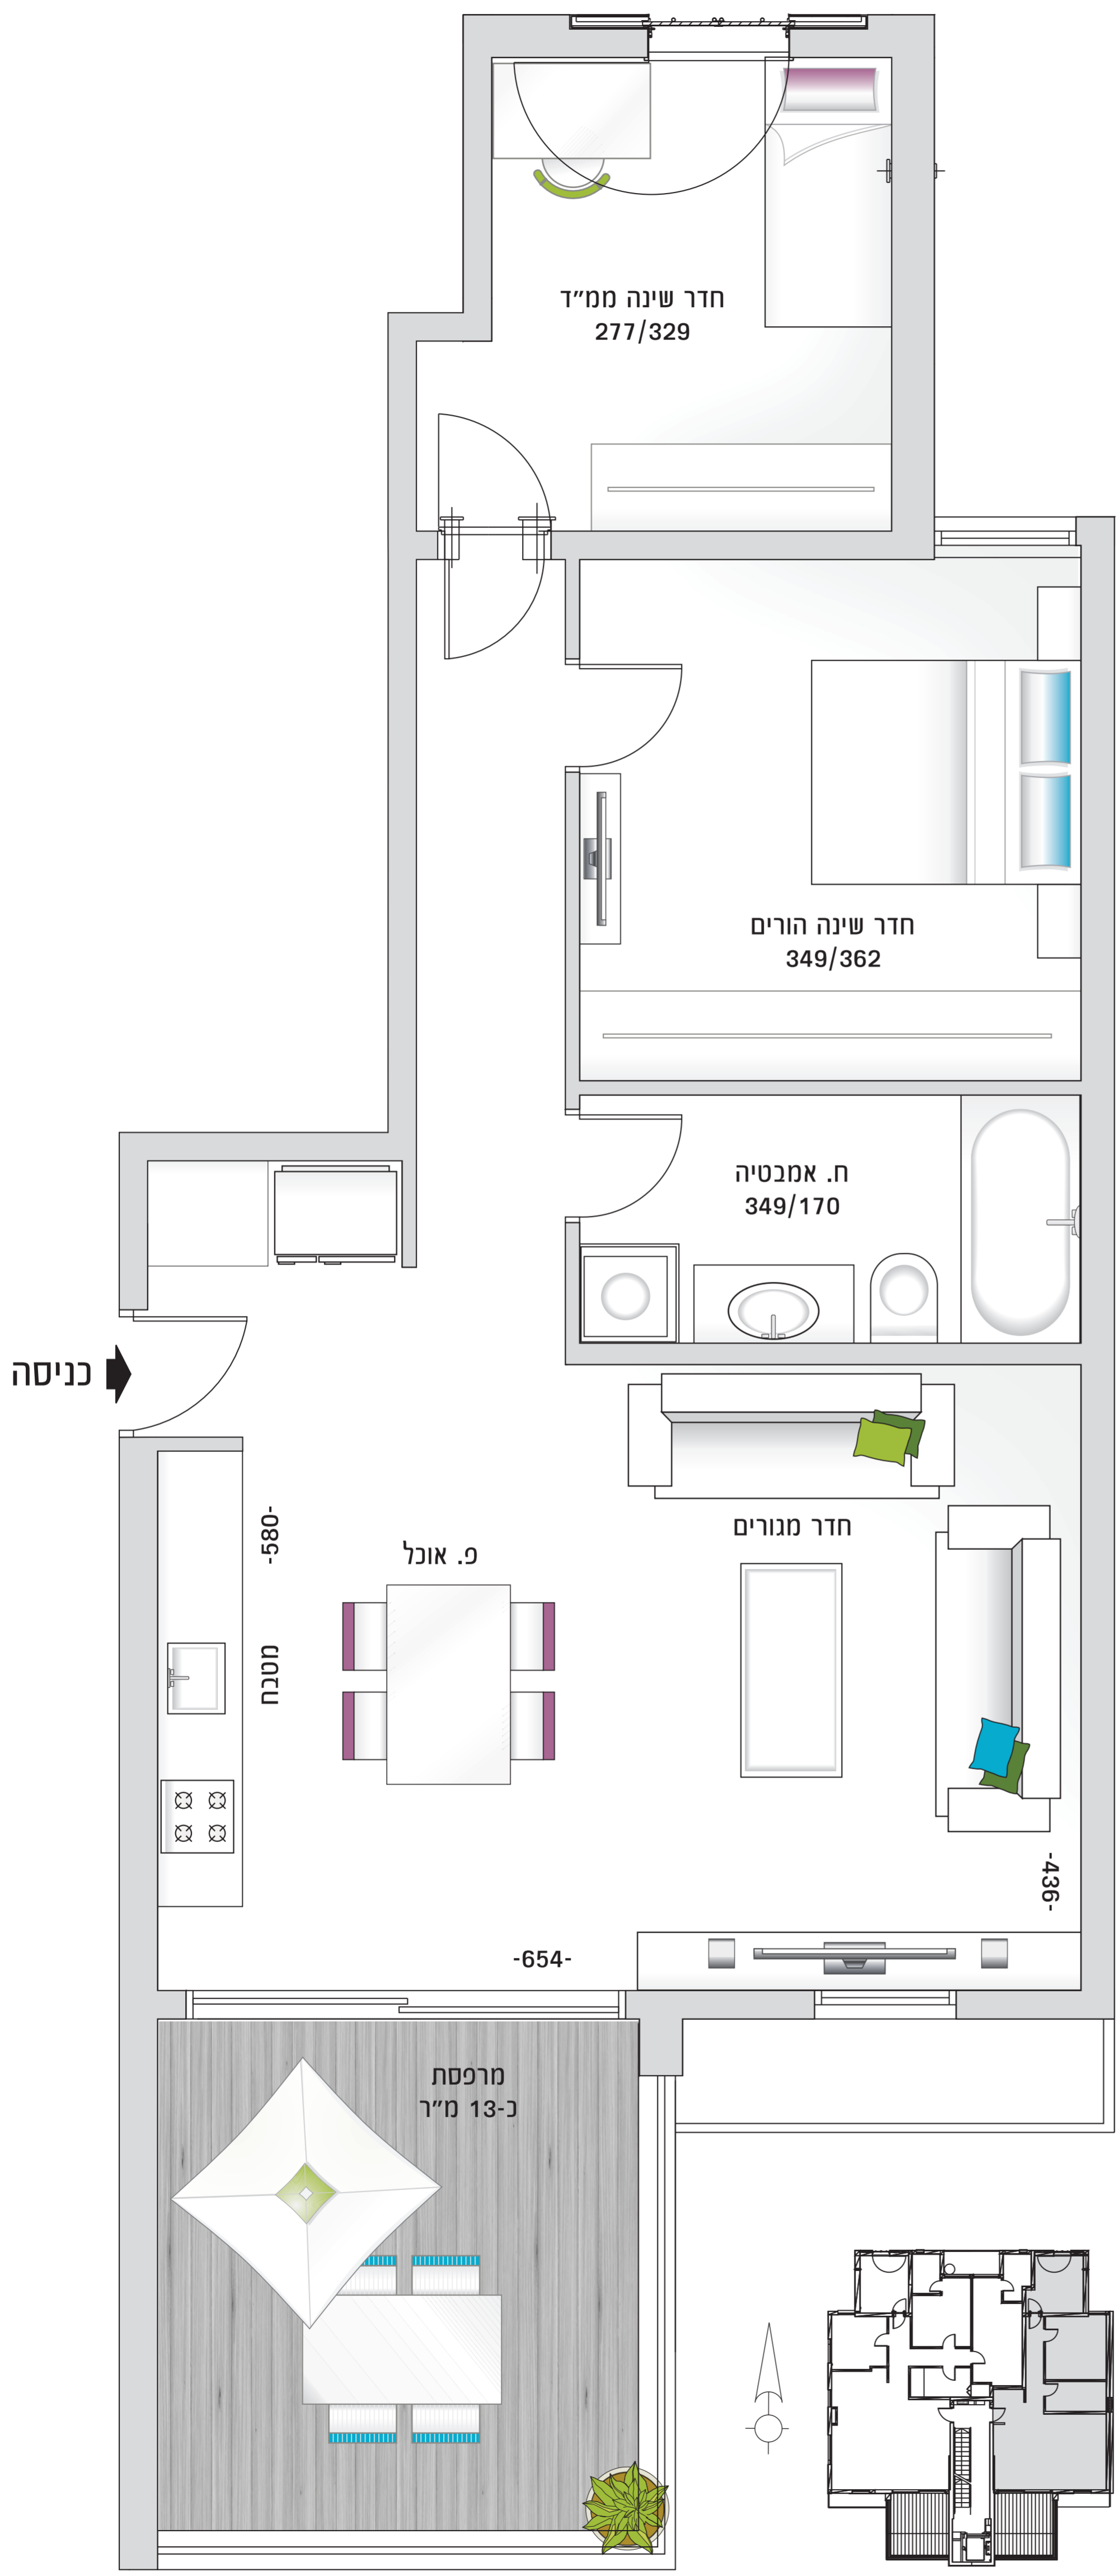 חדר שינה ממ״ד
277/329
חדר שינה הורים
349/362
ח. אמבטיה
349/170
כניסה
חדר מגורים
פ. אוכל
-580-
מטבח
-436-
-654-
מרפסת
כ-13 מ״ר